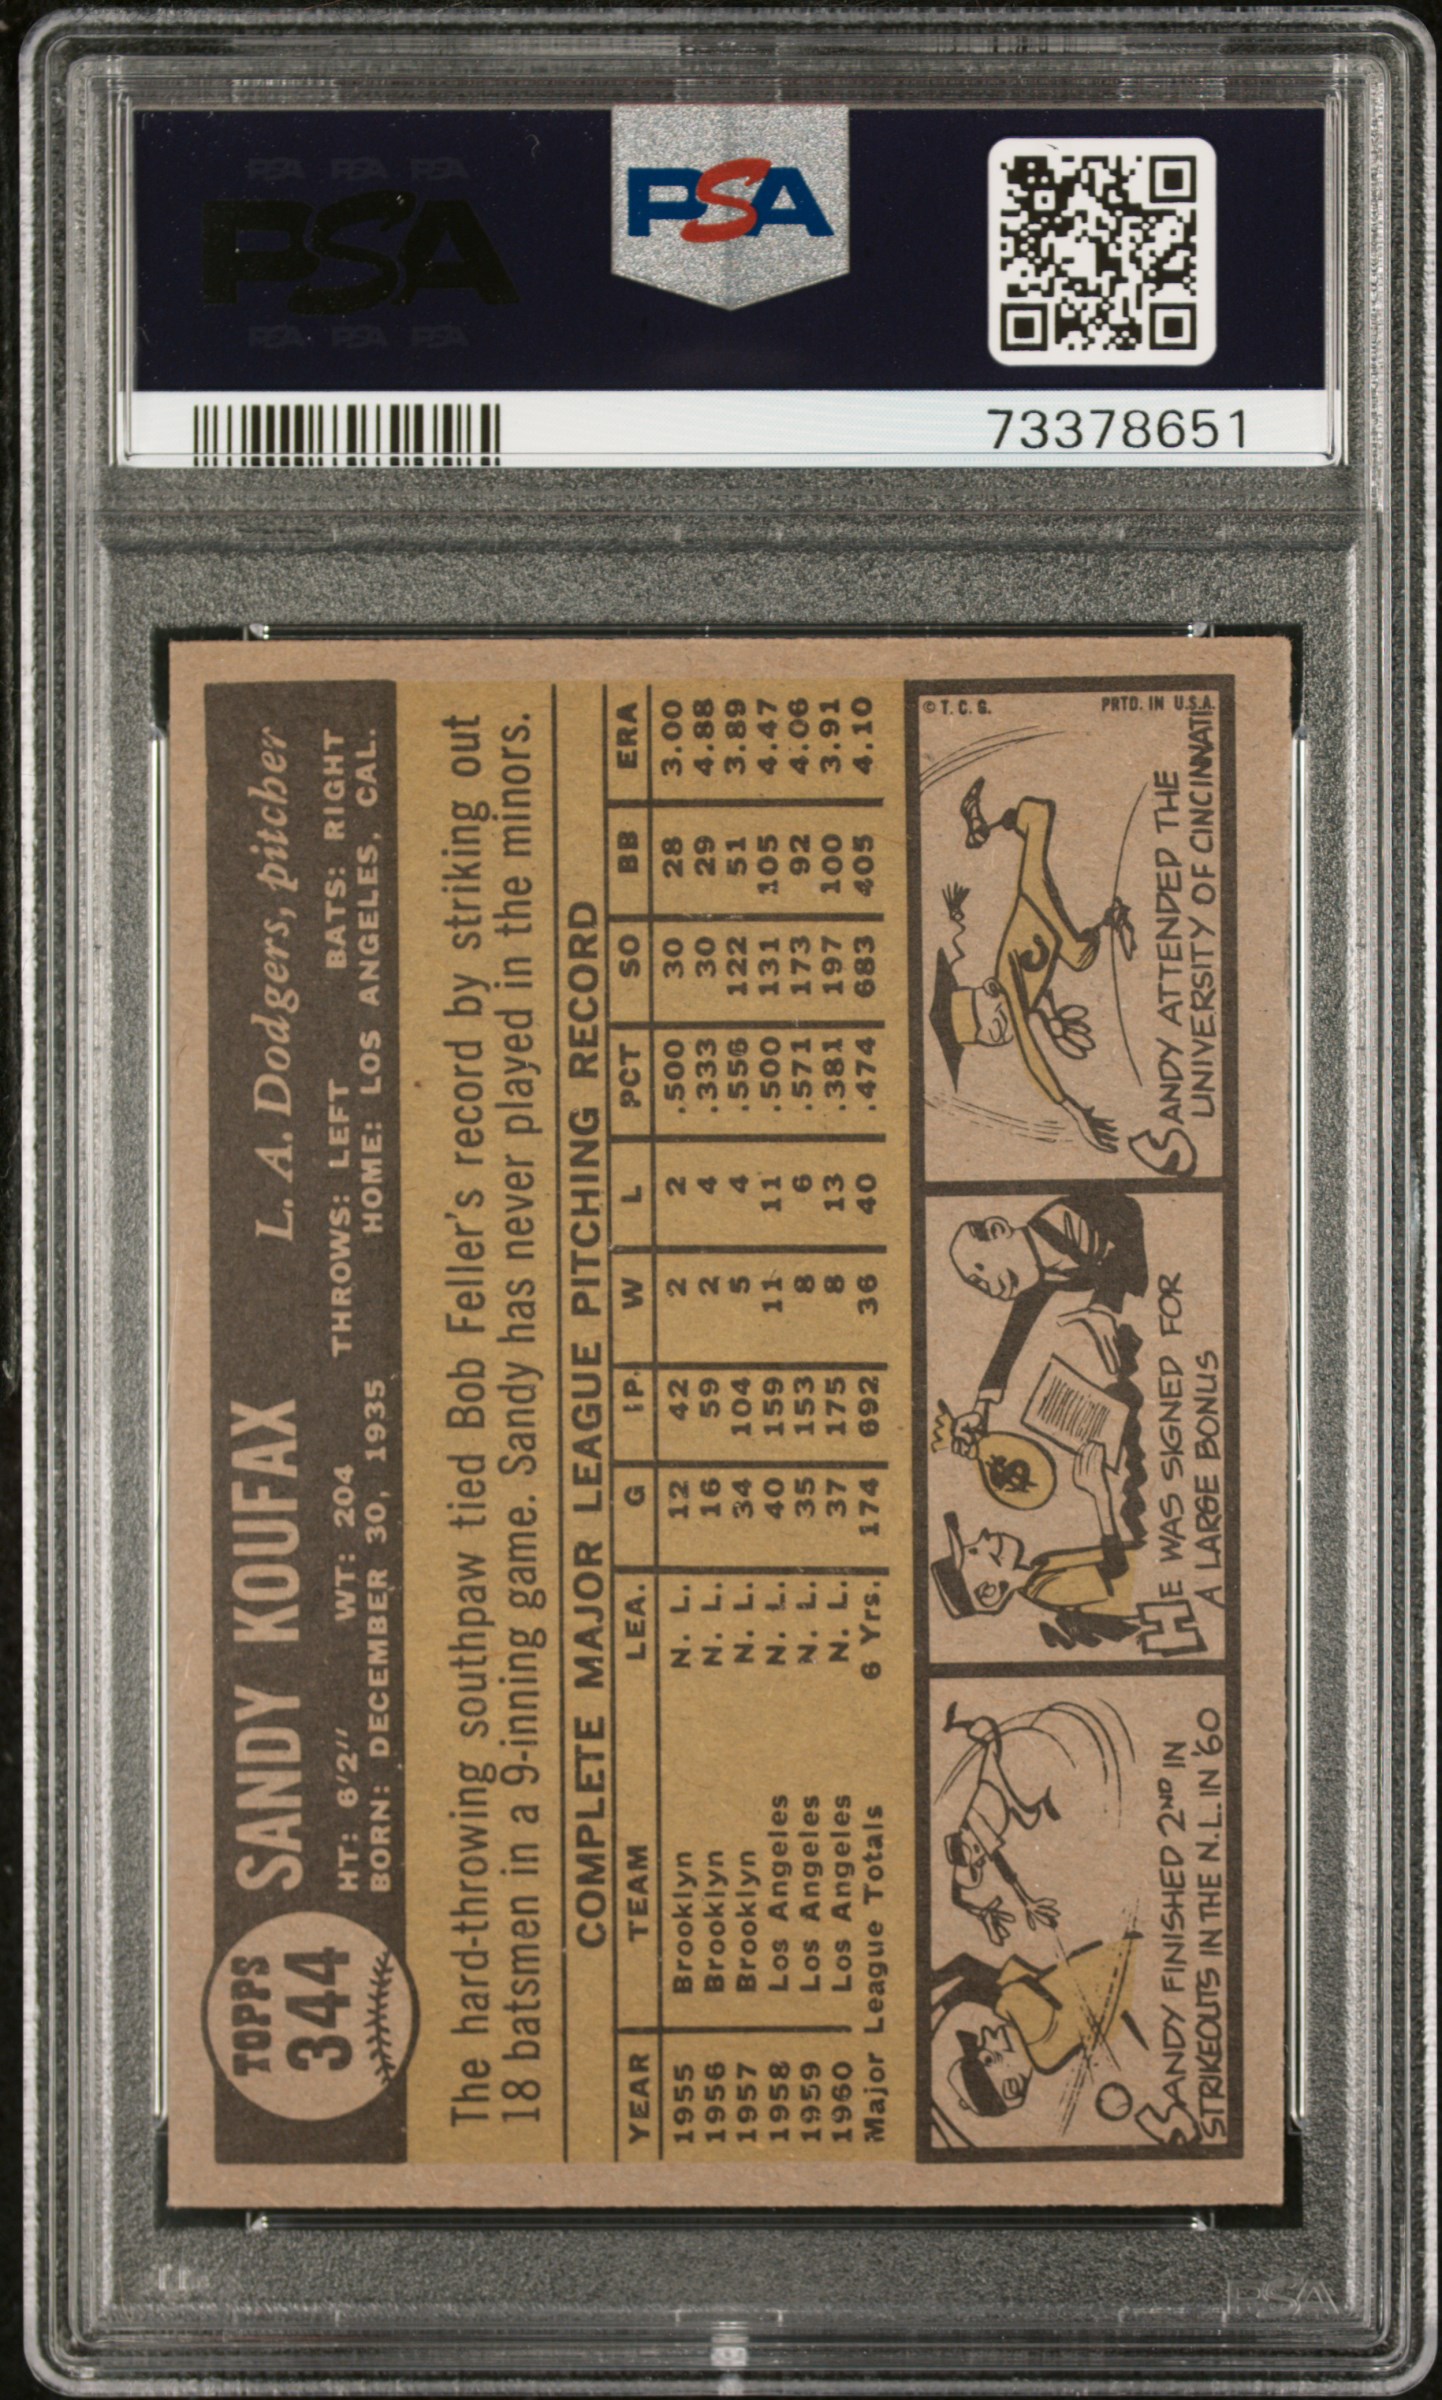 PSA PSA PSA
PSA
PSA PSA PSA
PSA
73378651
TOPPS
344
SANDY KOUFAX L. A. Dodgers, pitcher
HT: 6'2" WT: 204 THROWS: LEFT BATS: RIGHT
BORN: DECEMBER 30, 1935 HOME: LOS ANGELES, CAL.
The hard-throwing southpaw tied Bob Feller's record by striking out
18 batsmen in a 9-inning game. Sandy has never played in the minors.
COMPLETE MAJOR LEAGUE PITCHING RECORD
YEAR TEAM LEA. G IP. W L PCT SO BB ERA
1955 Brooklyn N. L. 12 42 2 2 .500 30 28 3.00
1956 Brooklyn N. L. 16 59 2 4 .333 30 29 4.88
1957 Brooklyn N. L. 34 104 5 4 .556 122 51 3.89
1958 Los Angeles N. L. 40 159 11 11 .500 131 105 4.47
1959 Los Angeles N. L. 35 153 8 6 .571 173 92 4.06
1960 Los Angeles N. L. 37 175 8 13 .381 197 100 3.91
Major League Totals 6 Yrs. 174 692 36 40 .474 683 405 4.10
SANDY FINISHED 2ND IN
STRIKEOUTS IN THE N.L. IN '60
$
HE WAS SIGNED FOR
A LARGE BONUS
© T. C. G.
PRTD. IN U.S.A.
C
SANDY ATTENDED THE
UNIVERSITY OF CINCINNATI
PSA